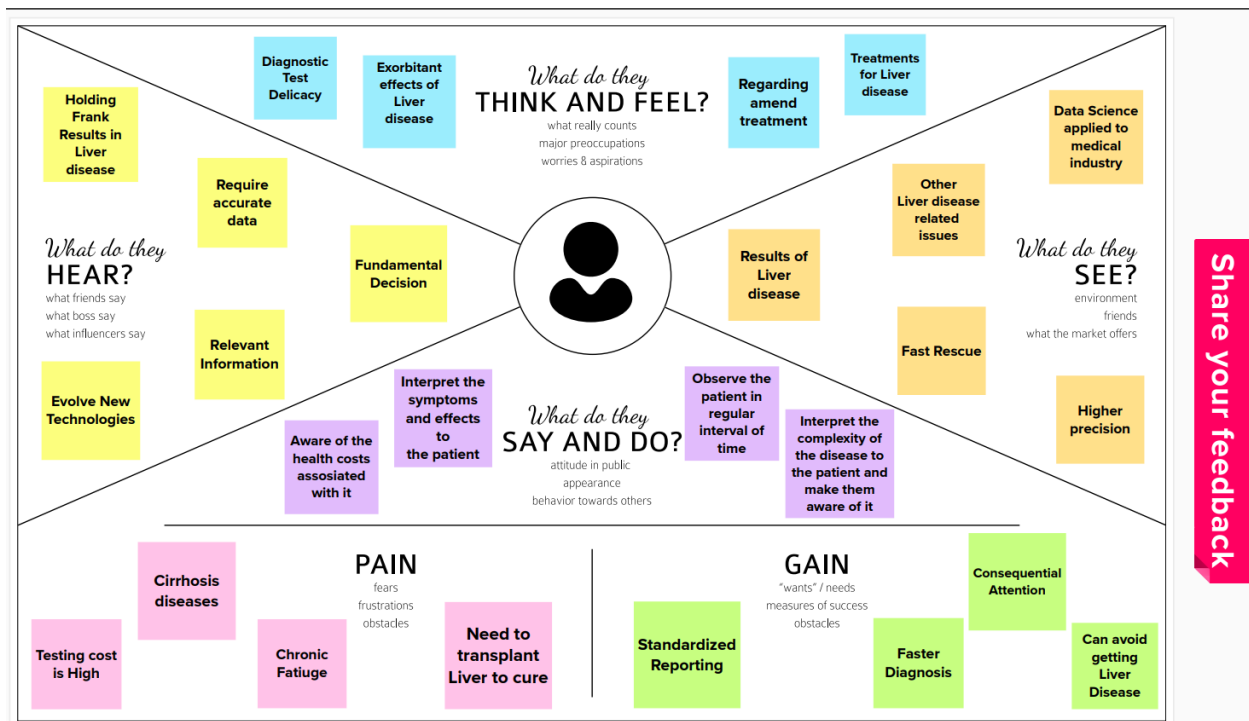 Diagnostic
Test
Delicacy
Exorbitant
effects of
Liver
disease
What do they
THINK AND FEEL?
what really counts
major preoccupations
worries & aspirations
Regarding
amend
treatment
Treatments
for Liver
disease
Holding
Frank
Results in
Liver
disease
Require
accurate
data
Fundamental
Decision
What do they
HEAR?
what friends say
what boss say
what influencers say
Relevant
Information
Evolve New
Technologies
Data Science
applied to
medical
industry
Other
Liver disease
related
issues
Results of
Liver
disease
What do they
SEE?
environment
friends
what the market offers
Fast Rescue
Higher
precision
Interpret the
symptoms
and effects
to
the patient
Aware of the
health costs
assosiated
with it
What do they
SAY AND DO?
attitude in public
appearance
behavior towards others
Observe the
patient in
regular
interval of
time
Interpret the
complexity of
the disease to
the patient and
make them
aware of it
PAIN
fears
frustrations
obstacles
Cirrhosis
diseases
Testing cost
is High
Chronic
Fatiuge
Need to
transplant
Liver to cure
GAIN
"wants" / needs
measures of success
obstacles
Standardized
Reporting
Consequential
Attention
Faster
Diagnosis
Can avoid
getting
Liver
Disease
Share your feedback